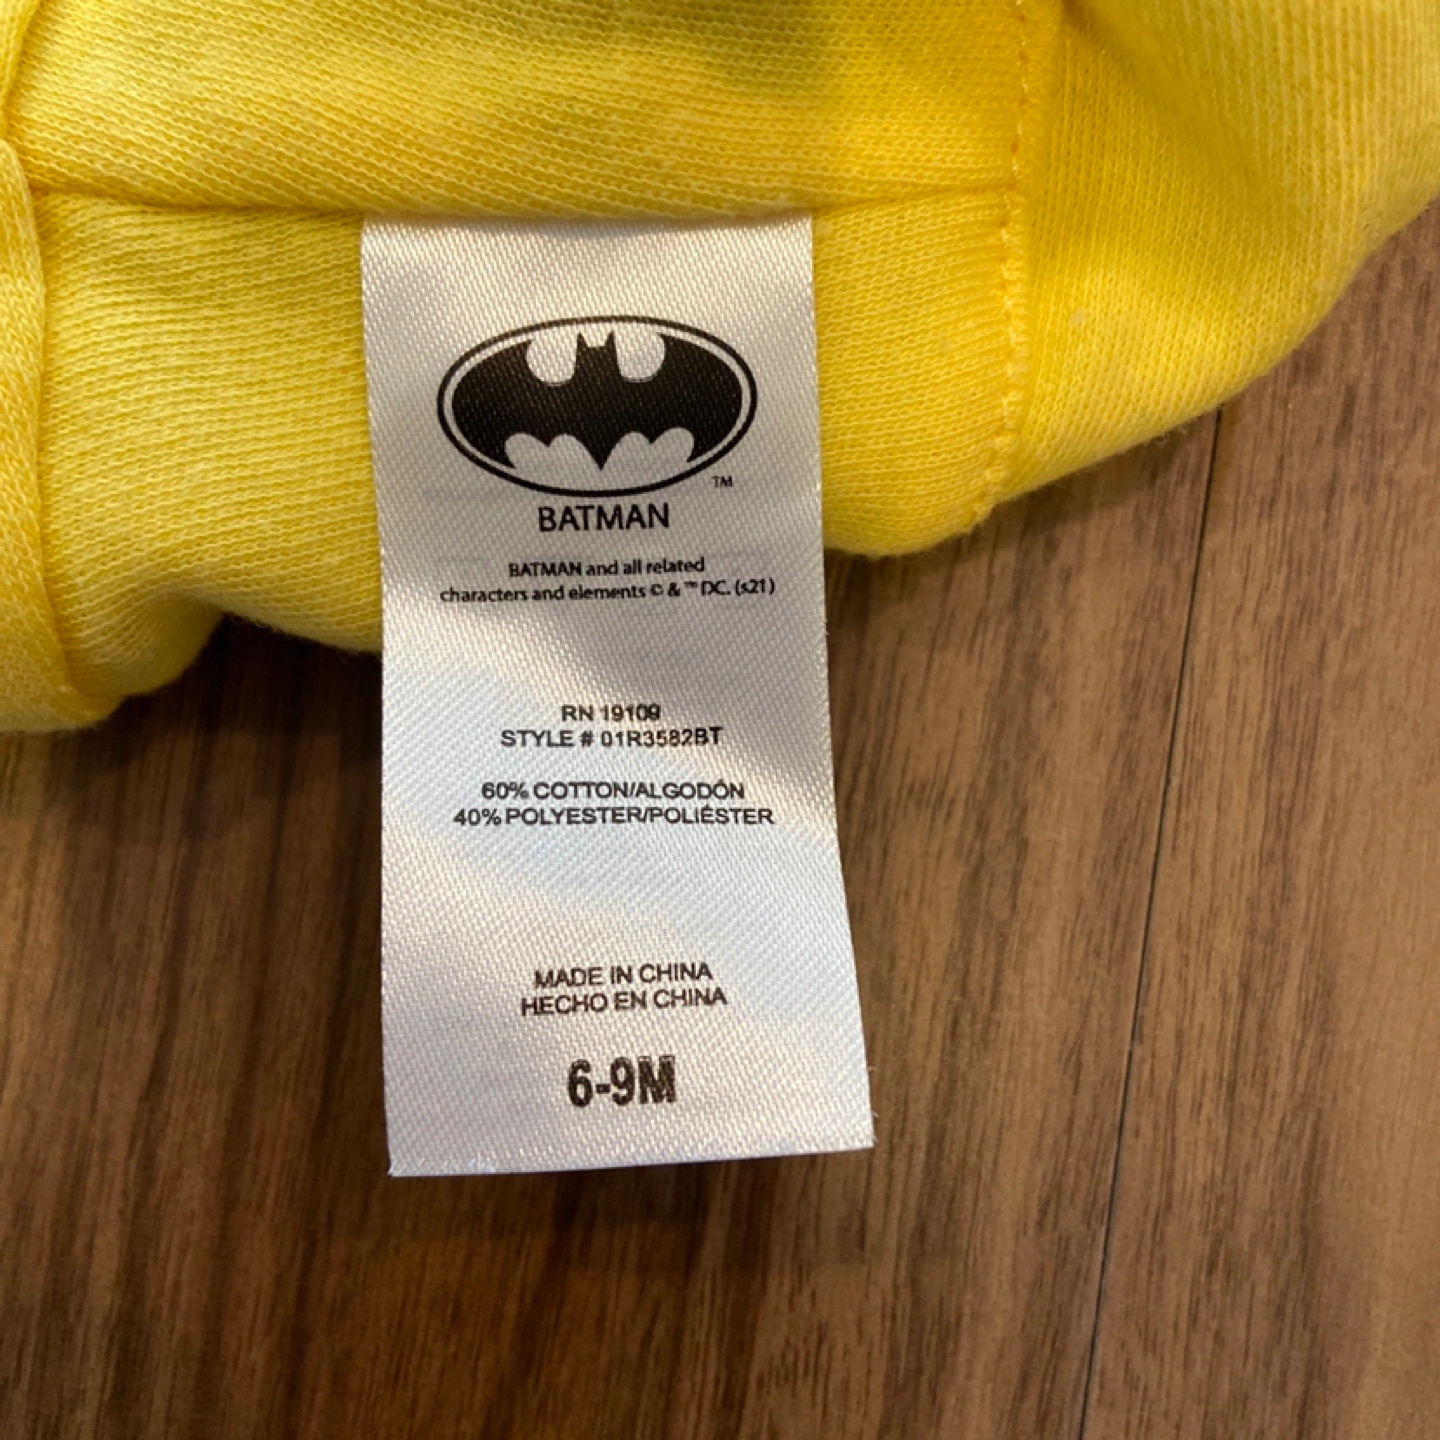 TM
BATMAN
BATMAN and all related
characters and elements © & ™ DC. (s21)
RN 19109
STYLE # 01R3582BT
60% COTTON/ALGODÓN
40% POLYESTER/POLIÉSTER
MADE IN CHINA
HECHO EN CHINA
6-9M